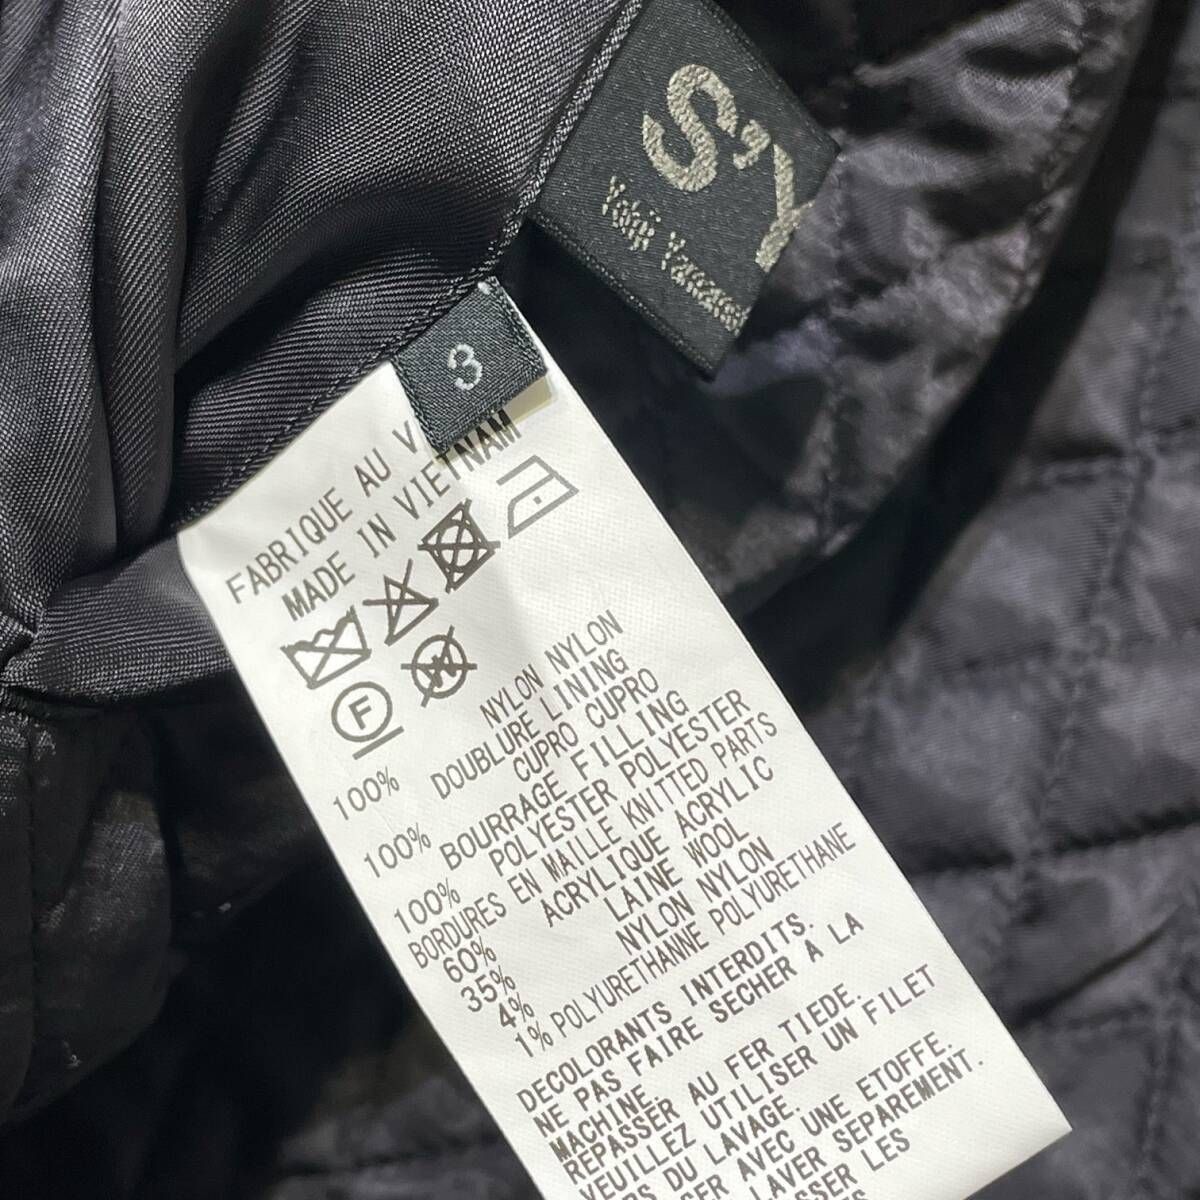 S'Y
Yohji Yamamoto
3
FABRIQUE AU V
MADE IN VIETNAM
W
F
100% NYLON NYLON
DOUBLURE LINING
100% CUPRO CUPRO
BOURRAGE FILLING
100% POLYESTER POLYESTER
BORDURES EN MAILLE KNITTED PARTS
60% ACRYLIQUE ACRYLIC
35% LAINE WOOL
4% NYLON NYLON
1% POLYURETHANNE POLYURETHANE
DECOLORANTS INTERDITS.
NE PAS FAIRE SECHER A LA
MACHINE.
REPASSER AU FER TIEDE.
VEUILLEZ UTILISER UN FILET
DU LAVAGE.
AVEC UNE ETOFFE.
LAVER SEPAREMENT.
LES